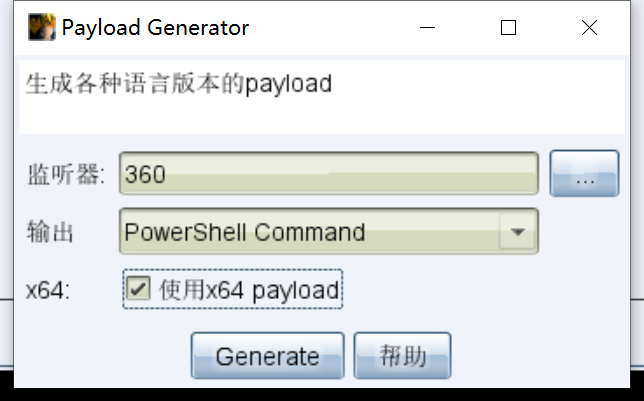 Payload Generator
生成各种语言版本的payload
监听器: 360 ...
输出 PowerShell Command
x64: 使用x64 payload
Generate 帮助